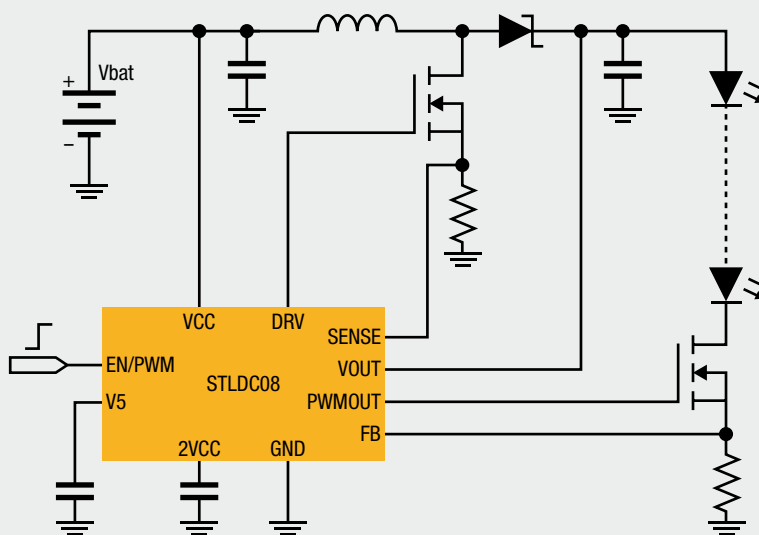 +
Vbat
−
VCC
DRV
SENSE
EN/PWM
VOUT
STLDC08
V5
PWMOUT
FB
2VCC
GND